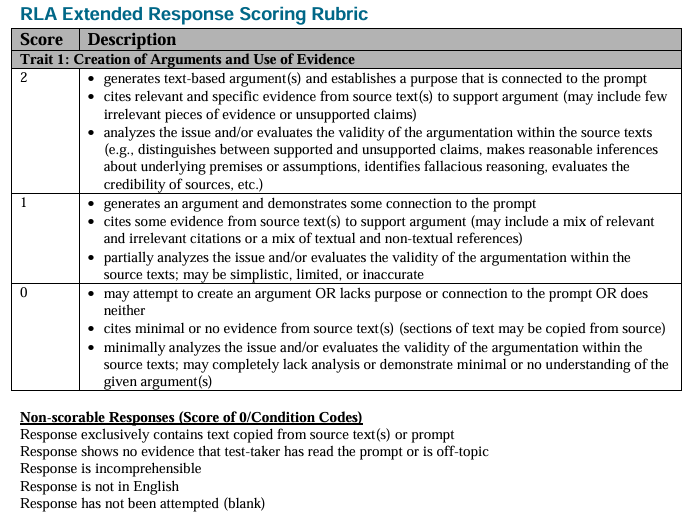 RLA Extended Response Scoring Rubric
Score Description
Trait 1: Creation of Arguments and Use of Evidence
2
• generates text-based argument(s) and establishes a purpose that is connected to the prompt
• cites relevant and specific evidence from source text(s) to support argument (may include few
irrelevant pieces of evidence or unsupported claims)
• analyzes the issue and/or evaluates the validity of the argumentation within the source texts
(e.g., distinguishes between supported and unsupported claims, makes reasonable inferences
about underlying premises or assumptions, identifies fallacious reasoning, evaluates the
credibility of sources, etc.)
1
• generates an argument and demonstrates some connection to the prompt
• cites some evidence from source text(s) to support argument (may include a mix of relevant
and irrelevant citations or a mix of textual and non-textual references)
• partially analyzes the issue and/or evaluates the validity of the argumentation within the
source texts; may be simplistic, limited, or inaccurate
0
• may attempt to create an argument OR lacks purpose or connection to the prompt OR does
neither
• cites minimal or no evidence from source text(s) (sections of text may be copied from source)
• minimally analyzes the issue and/or evaluates the validity of the argumentation within the
source texts; may completely lack analysis or demonstrate minimal or no understanding of the
given argument(s)
Non-scorable Responses (Score of 0/Condition Codes)
Response exclusively contains text copied from source text(s) or prompt
Response shows no evidence that test-taker has read the prompt or is off-topic
Response is incomprehensible
Response is not in English
Response has not been attempted (blank)